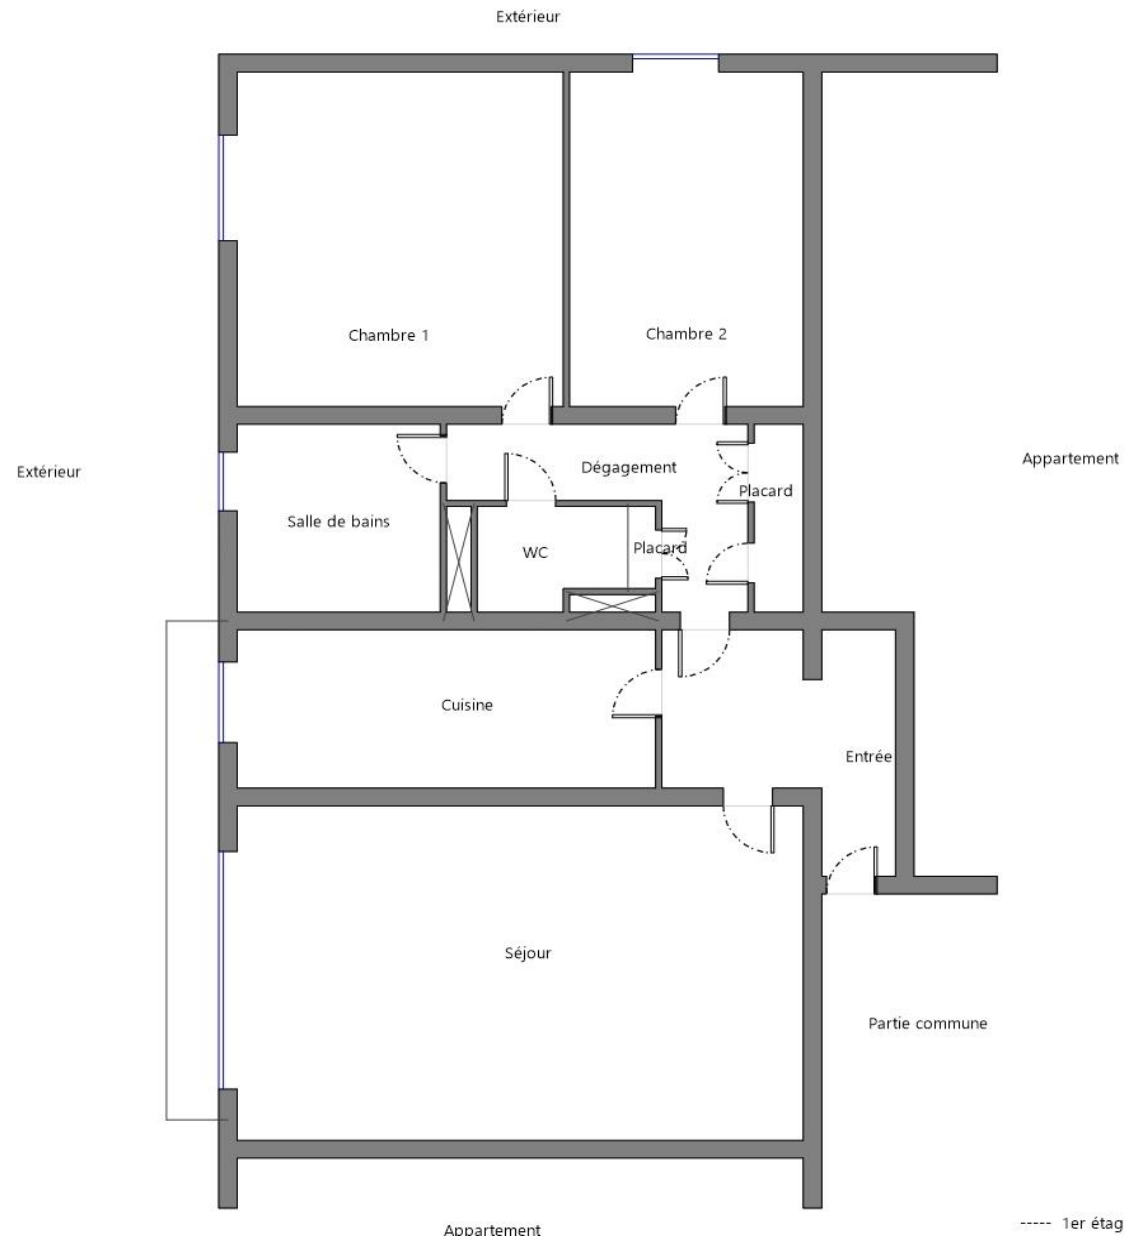 Extérieur
Chambre 1
Chambre 2
Extérieur
Dégagement
Appartement
Placard
Salle de bains
WC
Placard
Cuisine
Entrée
Séjour
Partie commune
Appartement
----- 1er étag